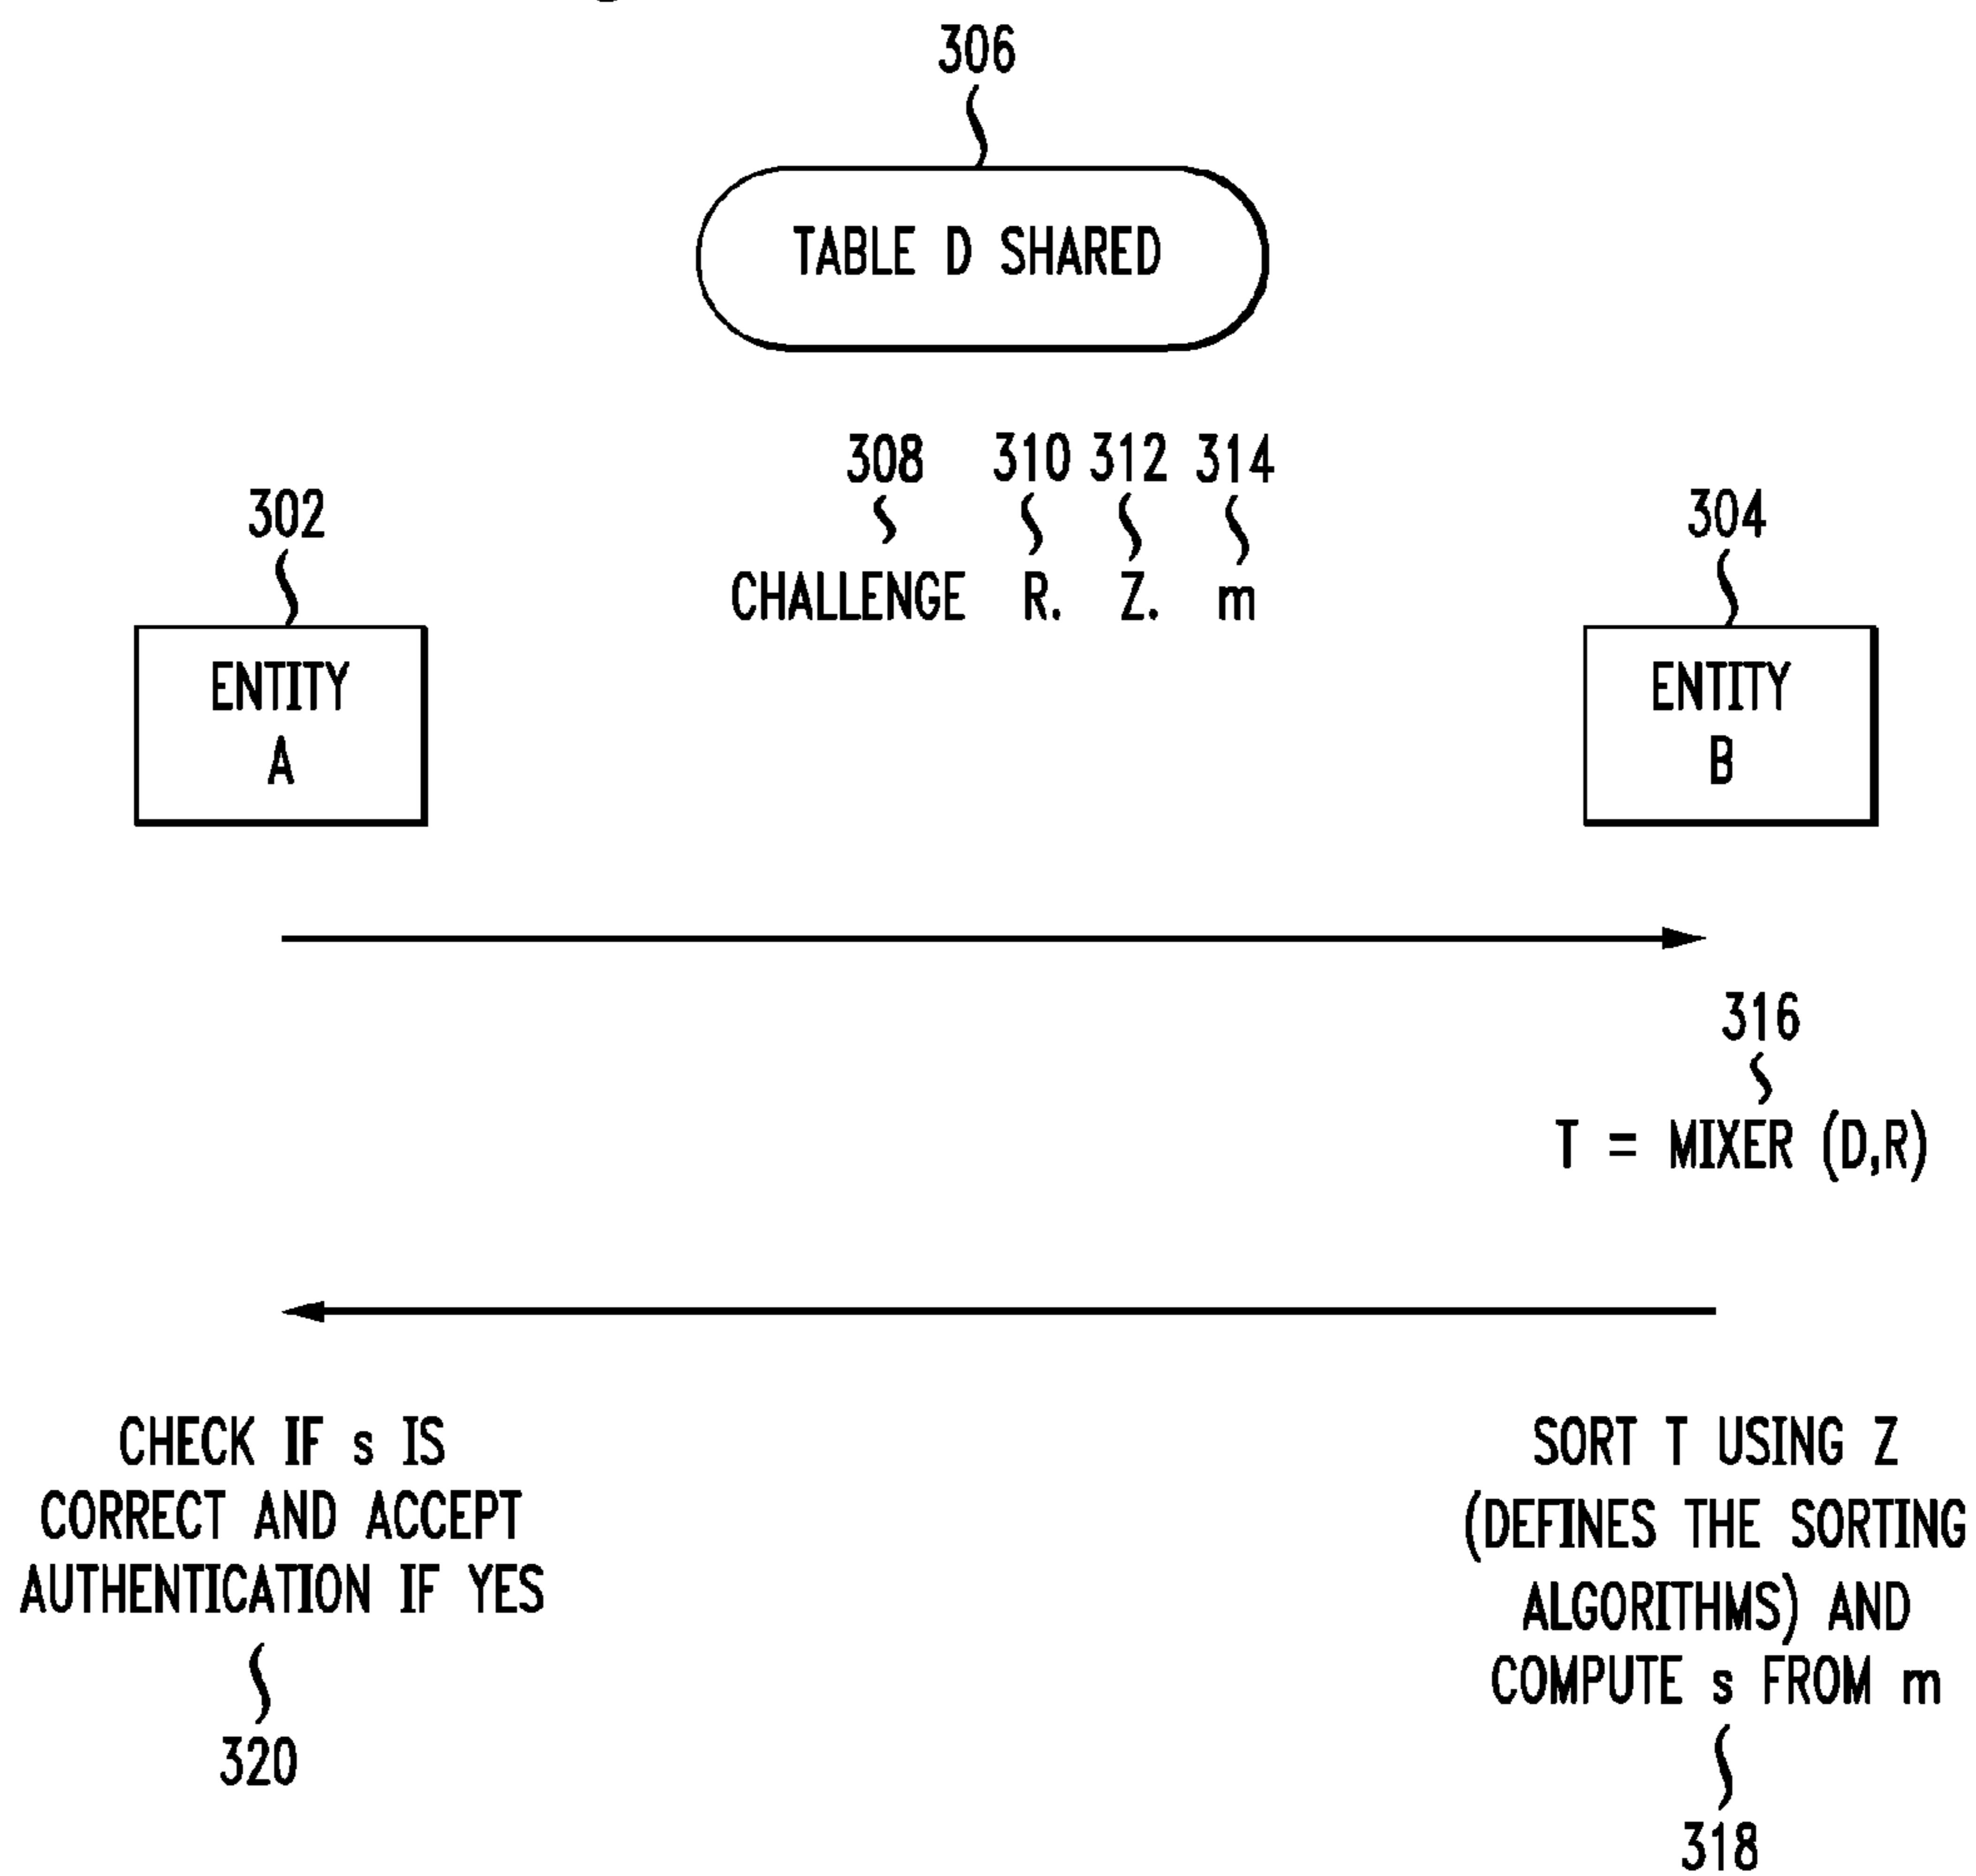 306
TABLE D SHARED
308 310 312 314
CHALLENGE R. Z. m
302
304
ENTITY
A
ENTITY
B
316
T = MIXER (D,R)
CHECK IF s IS
CORRECT AND ACCEPT
AUTHENTICATION IF YES
320
SORT T USING Z
(DEFINES THE SORTING
ALGORITHMS) AND
COMPUTE s FROM m
318